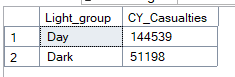 Light_group CY_Casualties
1 Day 144539
2 Dark 51198